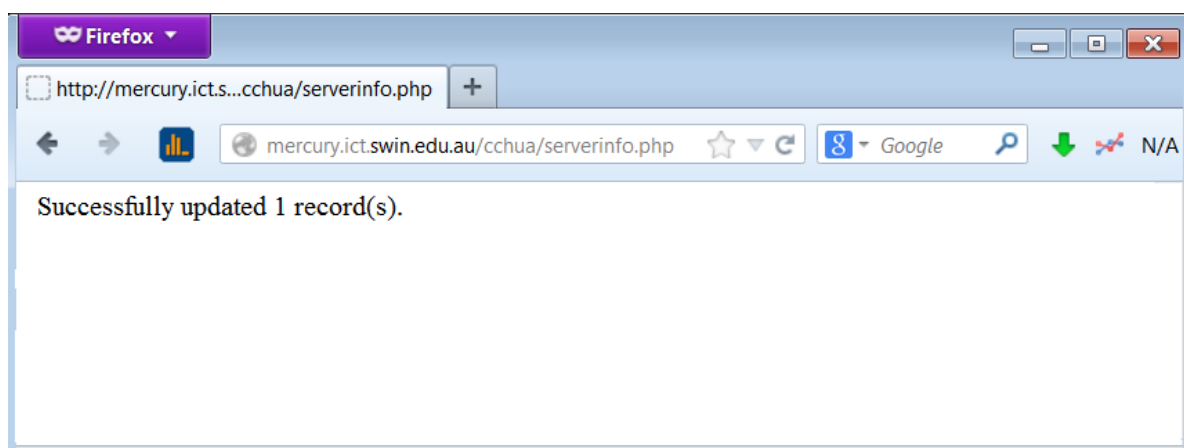 Firefox
http://mercury.ict.s...cchua/serverinfo.php
mercury.ict.swin.edu.au/cchua/serverinfo.php 8 Google N/A
Successfully updated 1 record(s).